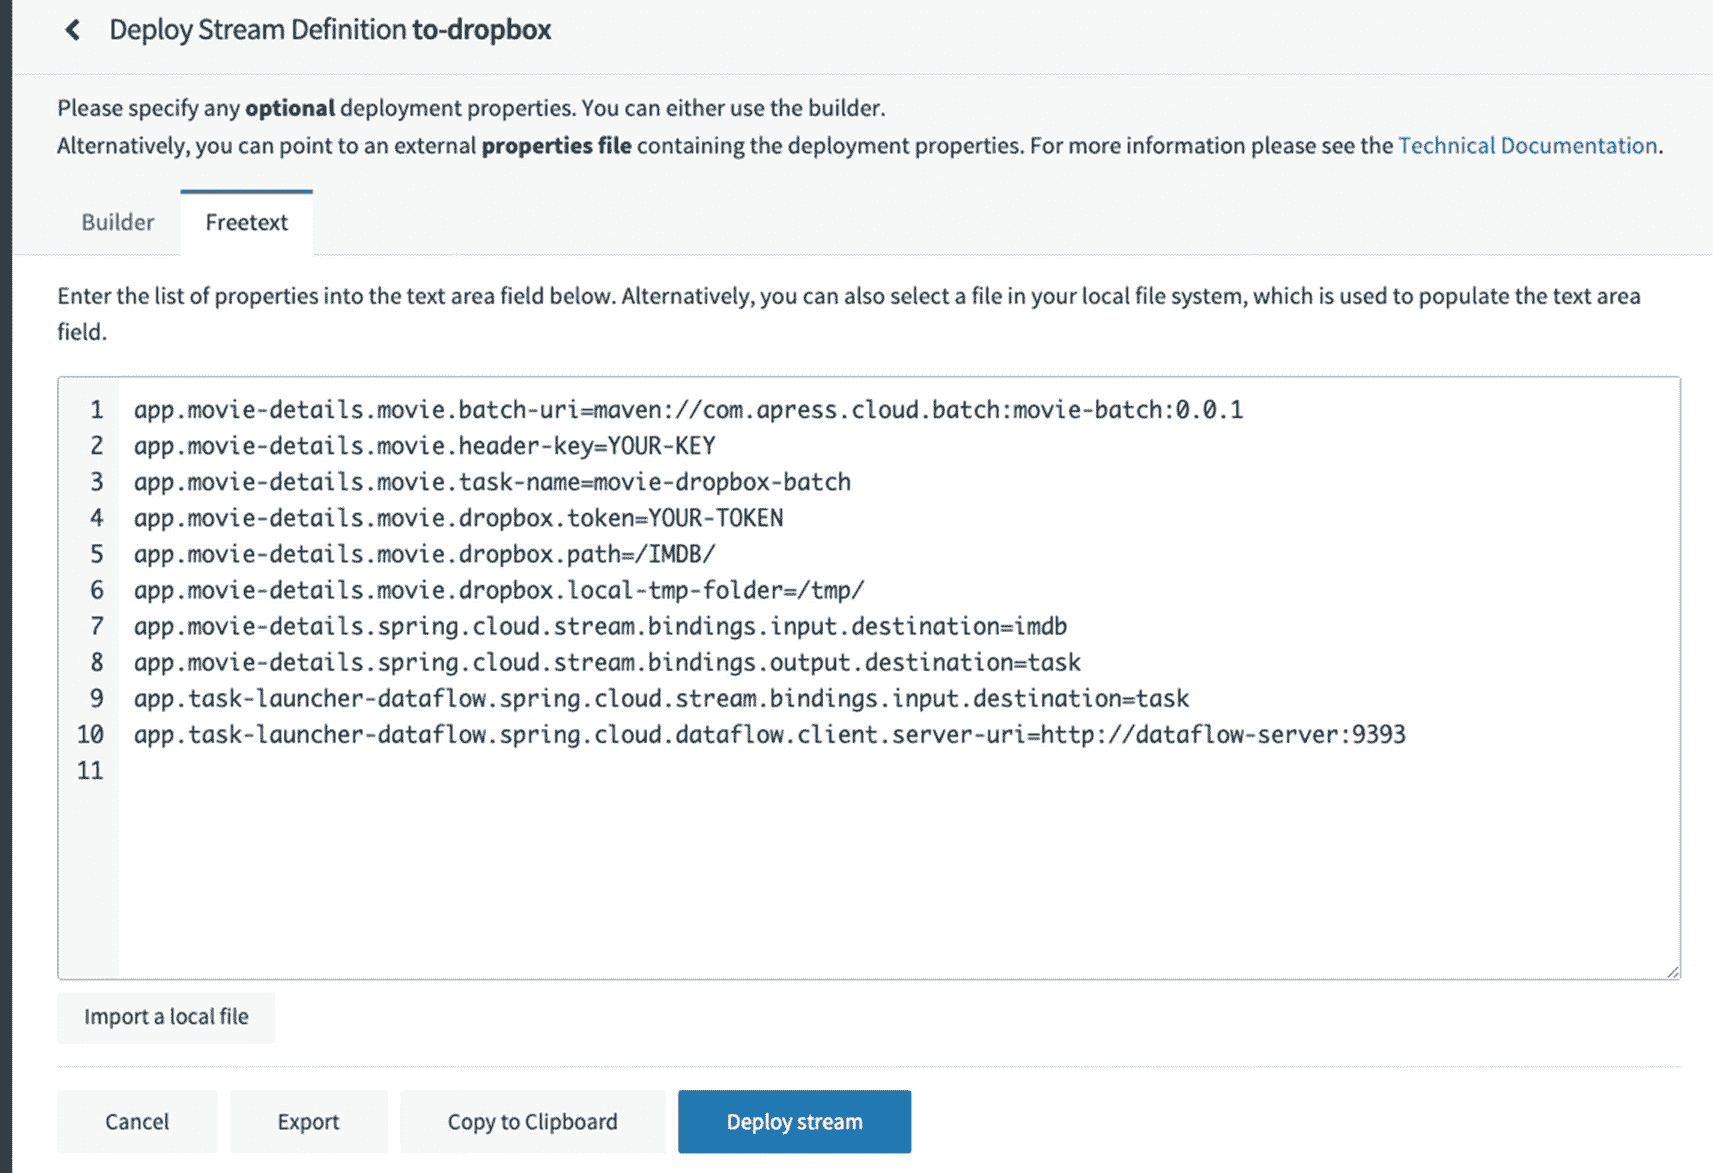 Deploy Stream Definition to-dropbox
Please specify any optional deployment properties. You can either use the builder.
Alternatively, you can point to an external properties file containing the deployment properties. For more information please see the Technical Documentation.
Builder Freetext
Enter the list of properties into the text area field below. Alternatively, you can also select a file in your local file system, which is used to populate the text area
field.
1 app.movie-details.movie.batch-uri=maven://com.apress.cloud.batch:movie-batch:0.0.1
2 app.movie-details.movie.header-key=YOUR-KEY
3 app.movie-details.movie.task-name=movie-dropbox-batch
4 app.movie-details.movie.dropbox.token=YOUR-TOKEN
5 app.movie-details.movie.dropbox.path=/IMDB/
6 app.movie-details.movie.dropbox.local-tmp-folder=/tmp/
7 app.movie-details.spring.cloud.stream.bindings.input.destination=imdb
8 app.movie-details.spring.cloud.stream.bindings.output.destination=task
9 app.task-launcher-dataflow.spring.cloud.stream.bindings.input.destination=task
10 app.task-launcher-dataflow.spring.cloud.dataflow.client.server-uri=http://dataflow-server:9393
11
Import a local file
Cancel Export Copy to Clipboard Deploy stream